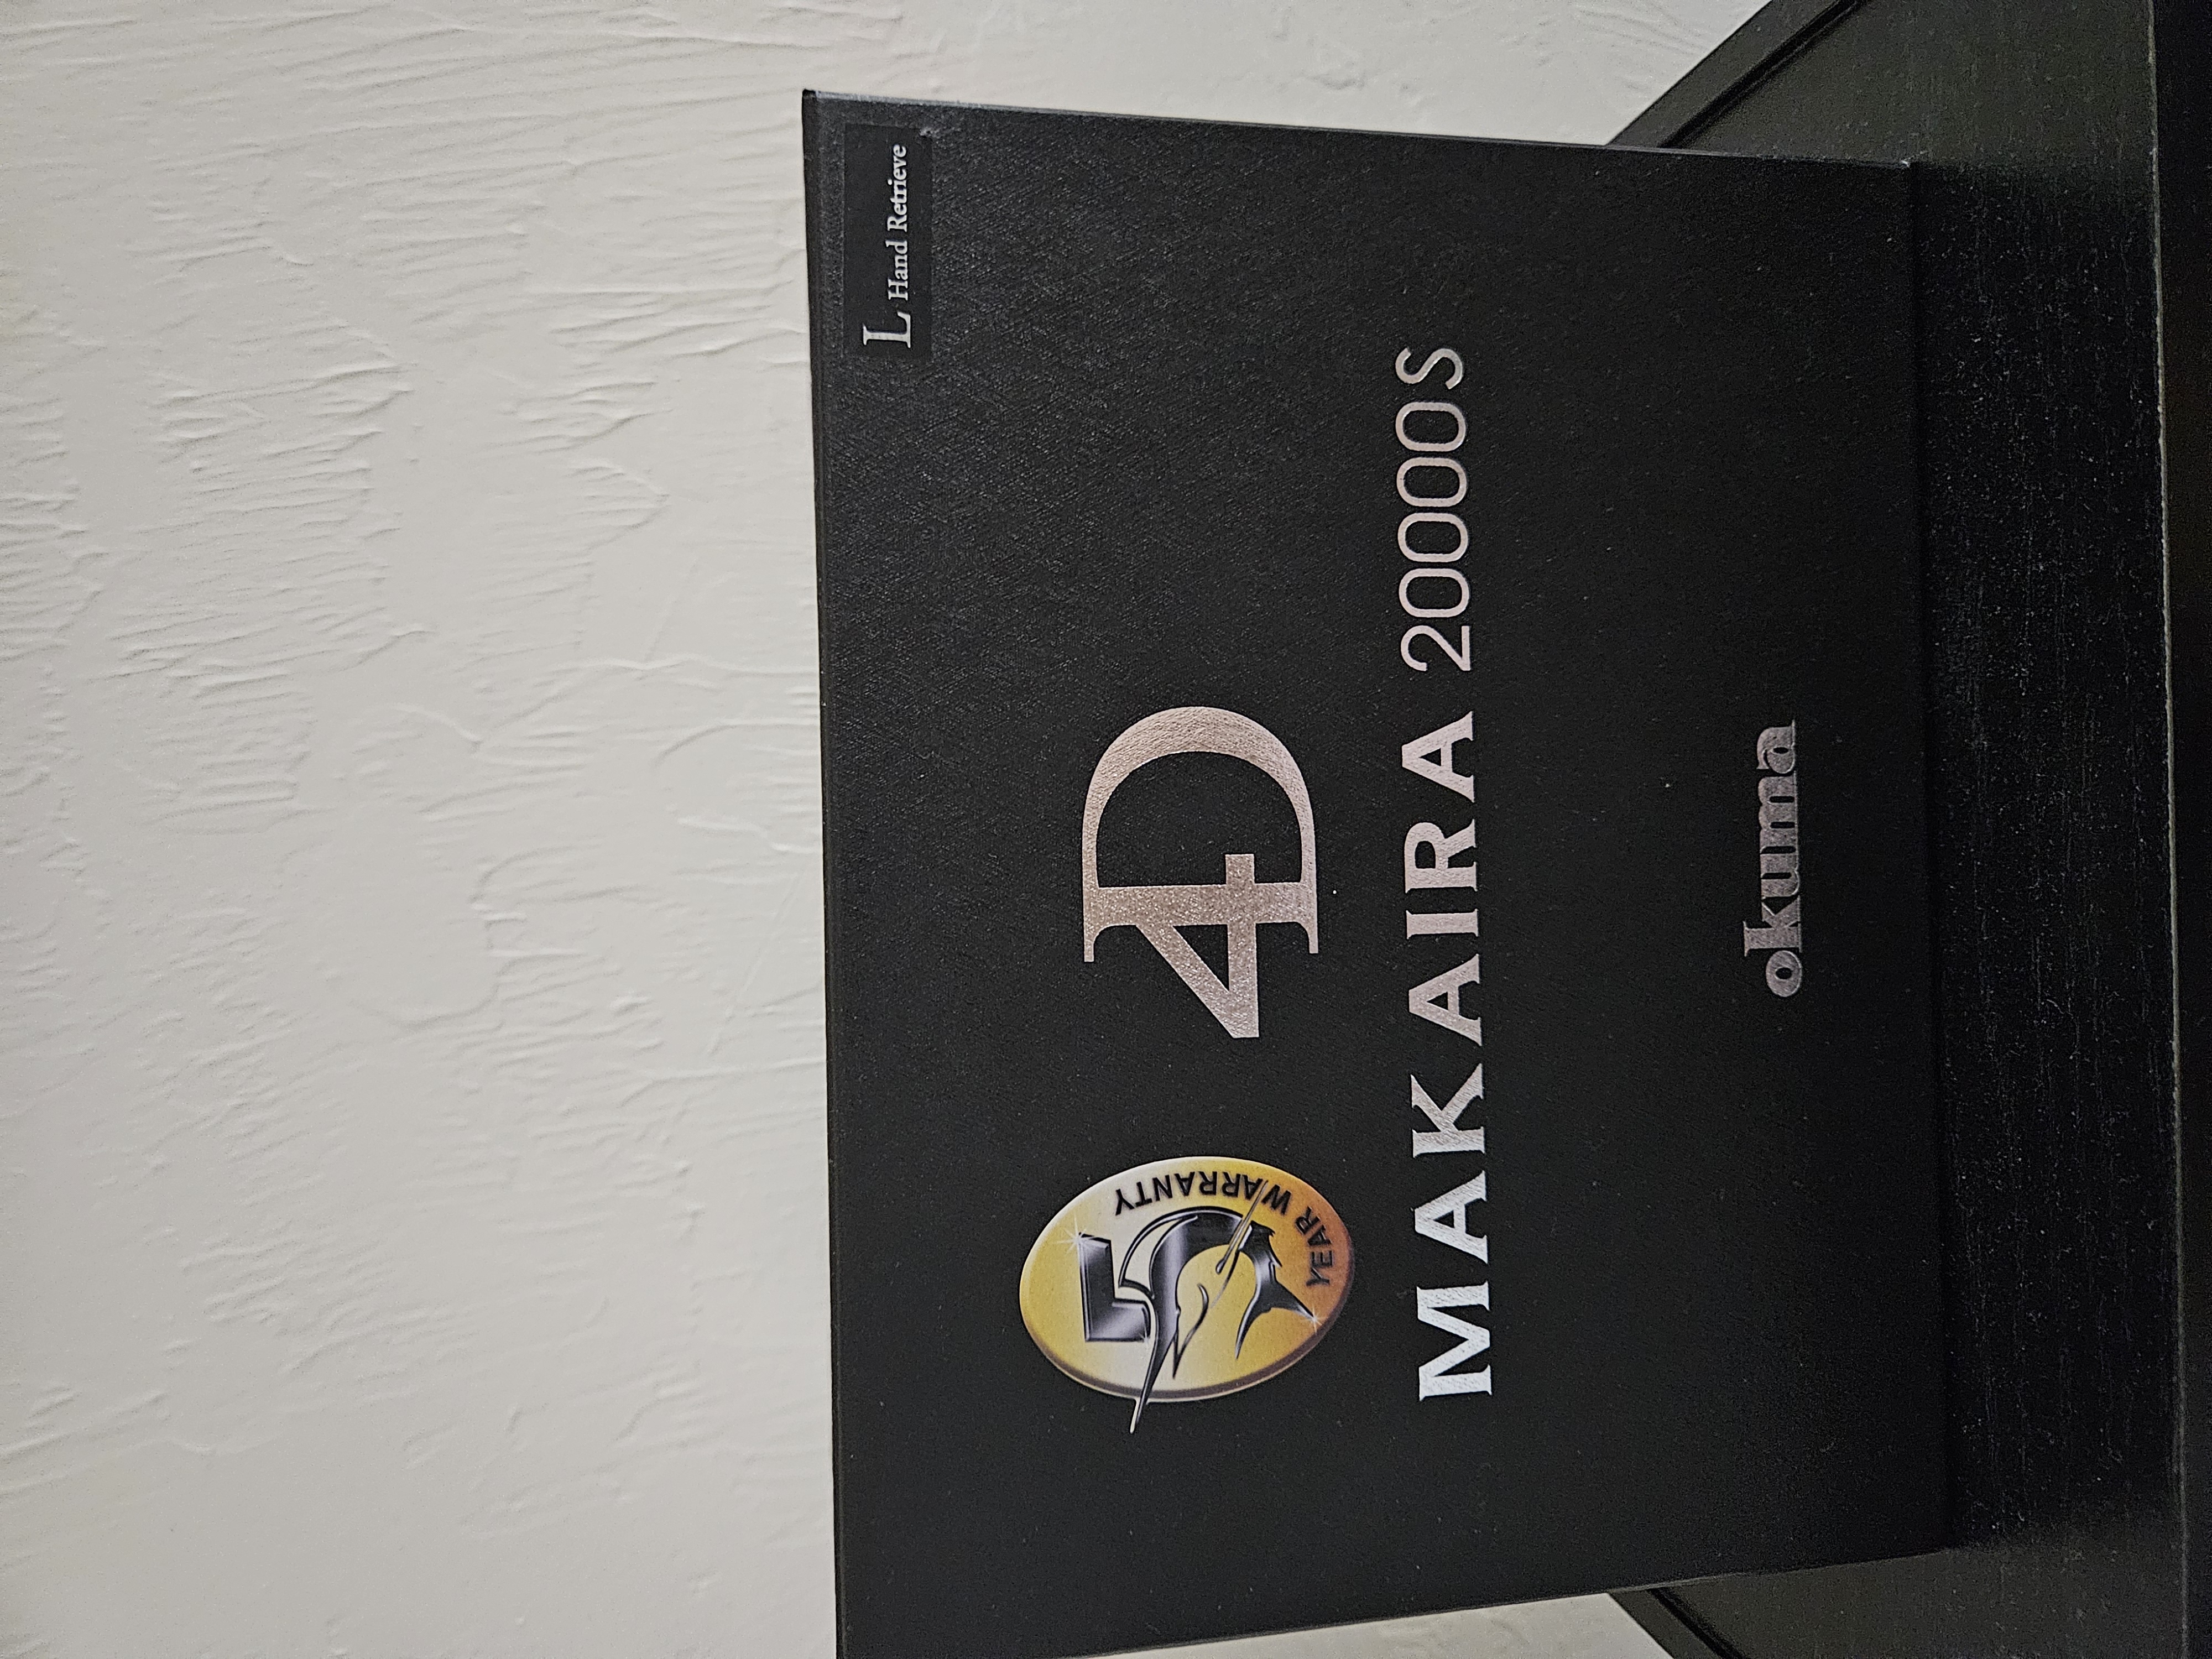 L Hand Retrieve
5
YEAR WARRANTY
4D
MAKAIRA 20000S
okuma